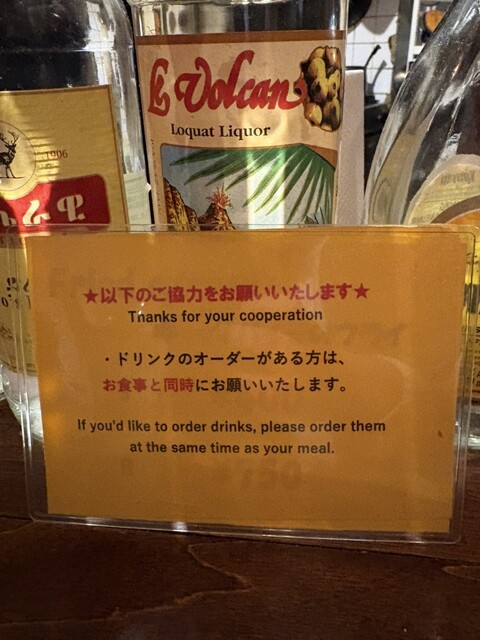 Le Volcan
Loquat Liquor
1906
★以下のご協力をお願いいたします★
Thanks for your cooperation
・ドリンクのオーダーがある方は、
お食事と同時にお願いいたします。
If you'd like to order drinks, please order them
at the same time as your meal.